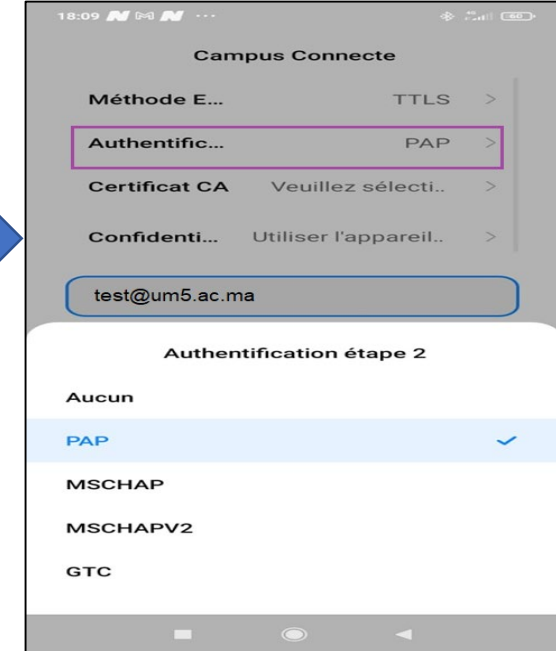 18:09
60
Campus Connecte
Méthode E... TTLS >
Authentific... PAP >
Certificat CA Veuillez sélecti.. >
Confidenti... Utiliser l'appareil.. >
test@um5.ac.ma
Authentification étape 2
Aucun
PAP
MSCHAP
MSCHAPV2
GTC